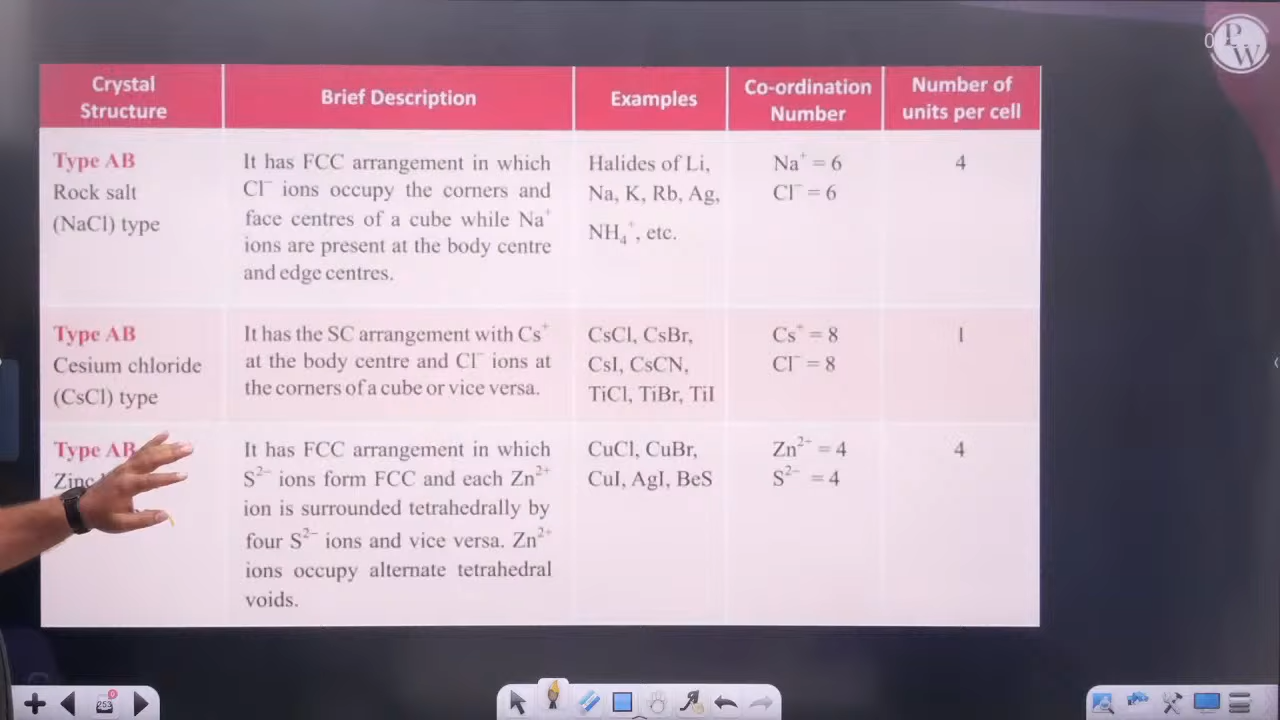 PW
Crystal Structure | Brief Description | Examples | Co-ordination Number | Number of units per cell
Type AB
Rock salt
(NaCl) type
It has FCC arrangement in which
Cl⁻ ions occupy the corners and
face centres of a cube while Na⁺
ions are present at the body centre
and edge centres.
Halides of Li,
Na, K, Rb, Ag,
NH₄⁺, etc.
Na⁺ = 6
Cl⁻ = 6
4
Type AB
Cesium chloride
(CsCl) type
It has the SC arrangement with Cs⁺
at the body centre and Cl⁻ ions at
the corners of a cube or vice versa.
CsCl, CsBr,
CsI, CsCN,
TiCl, TiBr, TiI
Cs⁺ = 8
Cl⁻ = 8
1
Type AB
It has FCC arrangement in which
S²⁻ ions form FCC and each Zn²⁺
ion is surrounded tetrahedrally by
four S²⁻ ions and vice versa. Zn²⁺
ions occupy alternate tetrahedral
voids.
CuCl, CuBr,
CuI, AgI, BeS
Zn²⁺ = 4
S²⁻ = 4
4
253